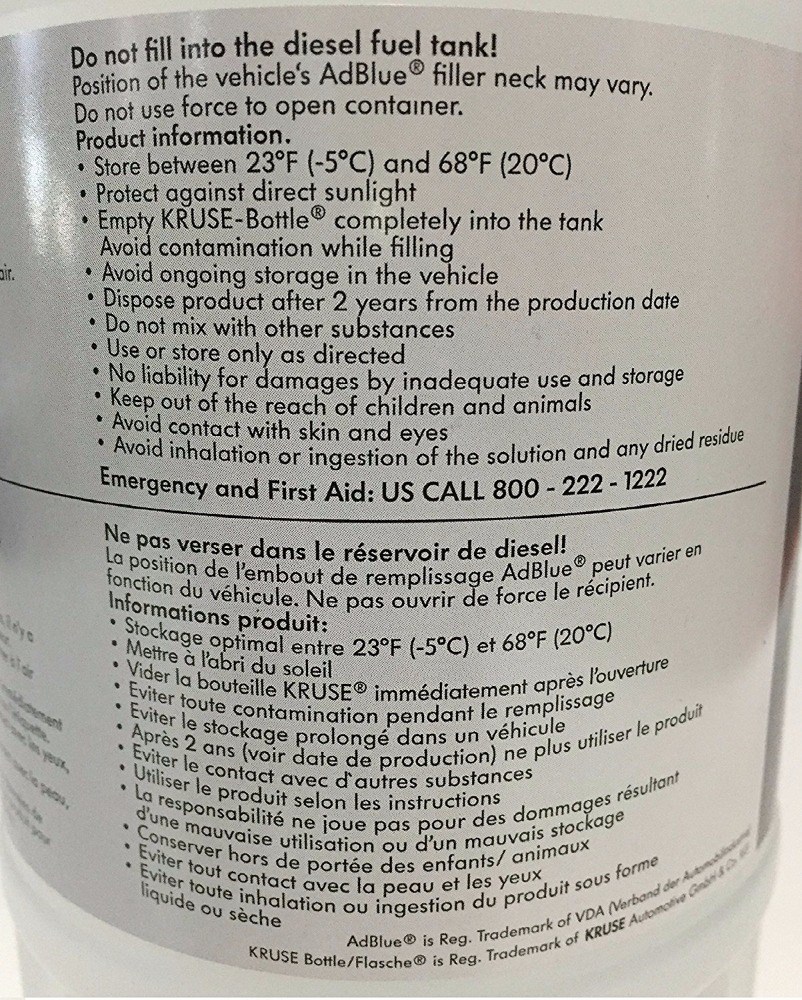 Do not fill into the diesel fuel tank!
Position of the vehicle's AdBlue® filler neck may vary.
Do not use force to open container.
Product information.
• Store between 23°F (-5°C) and 68°F (20°C)
• Protect against direct sunlight
• Empty KRUSE-Bottle® completely into the tank
Avoid contamination while filling
• Avoid ongoing storage in the vehicle
• Dispose product after 2 years from the production date
• Do not mix with other substances
• Use or store only as directed
• No liability for damages by inadequate use and storage
• Keep out of the reach of children and animals
• Avoid contact with skin and eyes
• Avoid inhalation or ingestion of the solution and any dried residue
Emergency and First Aid: US CALL 800 - 222 - 1222
Ne pas verser dans le réservoir de diesel!
La position de l'embout de remplissage AdBlue® peut varier en
fonction du véhicule. Ne pas ouvrir de force le récipient.
Informations produit:
• Stockage optimal entre 23°F (-5°C) et 68°F (20°C)
• Mettre à l'abri du soleil
• Vider la bouteille KRUSE® immédiatement après l'ouverture
• Eviter toute contamination pendant le remplissage
• Eviter le stockage prolongé dans un véhicule
• Après 2 ans (voir date de production) ne plus utiliser le produit
• Eviter le contact avec d'autres substances
• Utiliser le produit selon les instructions
• La responsabilité ne joue pas pour des dommages résultant
d'une mauvaise utilisation ou d'un mauvais stockage
• Conserver hors de portée des enfants/ animaux
• Eviter tout contact avec la peau et les yeux
• Eviter toute inhalation ou ingestion du produit sous forme
liquide ou sèche
AdBlue® is Reg. Trademark of VDA (Verband der
KRUSE Bottle/Flasche® is Reg. Trademark of KRUSE Automotive GmbH & Co.
air.
yeux,
peau,